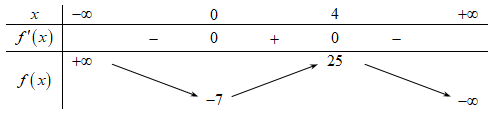 x −∞ 0 4 +∞
f′(x) − 0 + 0 −
+∞ 25
f(x)
−7 −∞